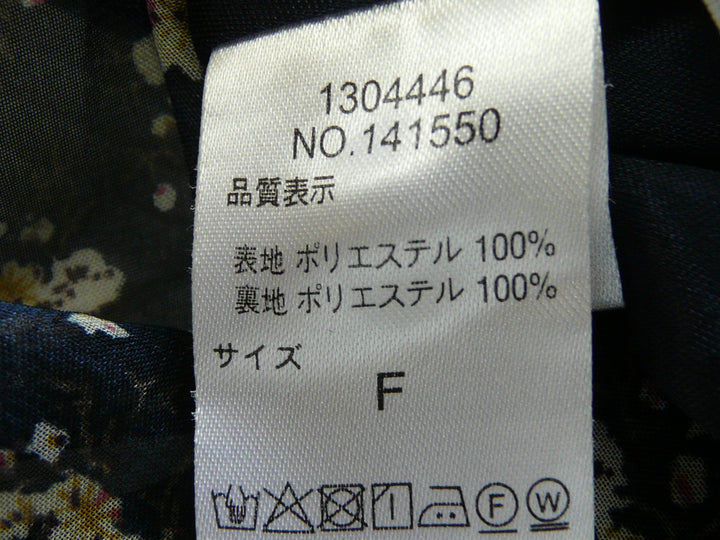 1304446
NO.141550
品質表示
表地 ポリエステル 100%
裏地 ポリエステル 100%
サイズ
F
F W